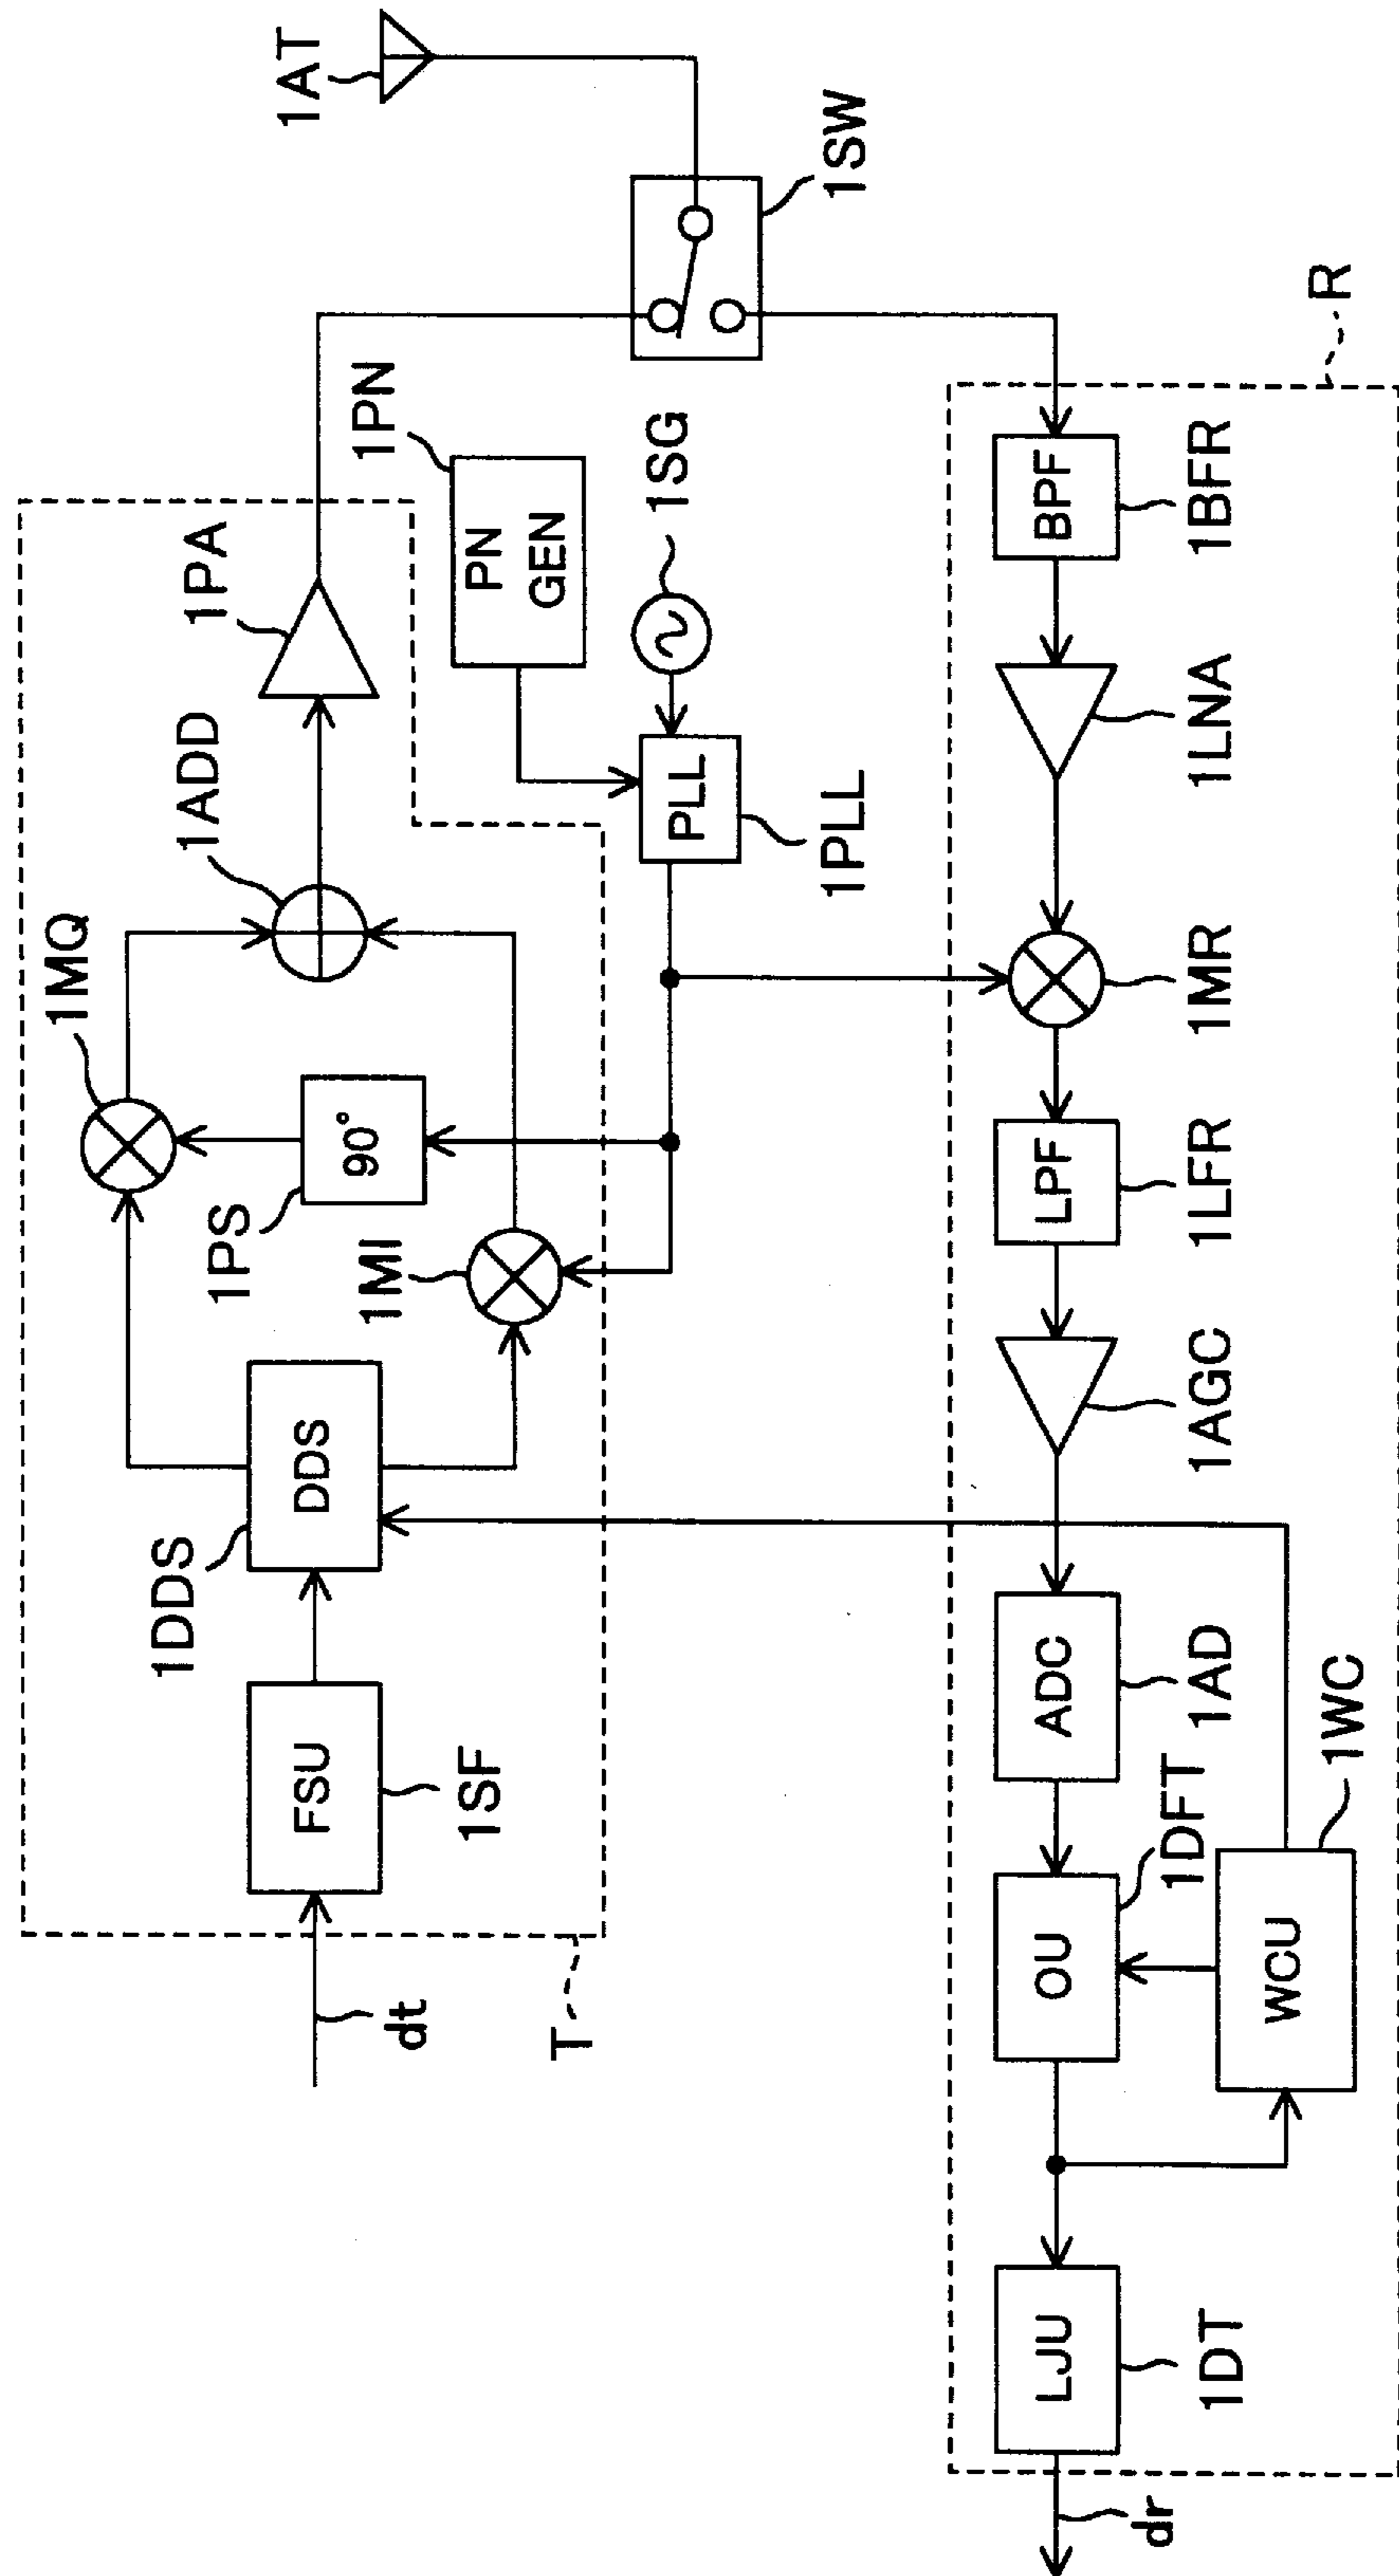 1AT
1SW
1PA
1PN
PN
GEN
1ADD
1SG
1MQ
PLL
1PLL
90°
1PS
1MI
DDS
1DDS
FSU
1SF
dt
T
R
BPF
1BFR
1LNA
1MR
LPF
1LFR
1AGC
ADC
1AD
OU
1DFT
WCU
1WC
LJU
1DT
dr